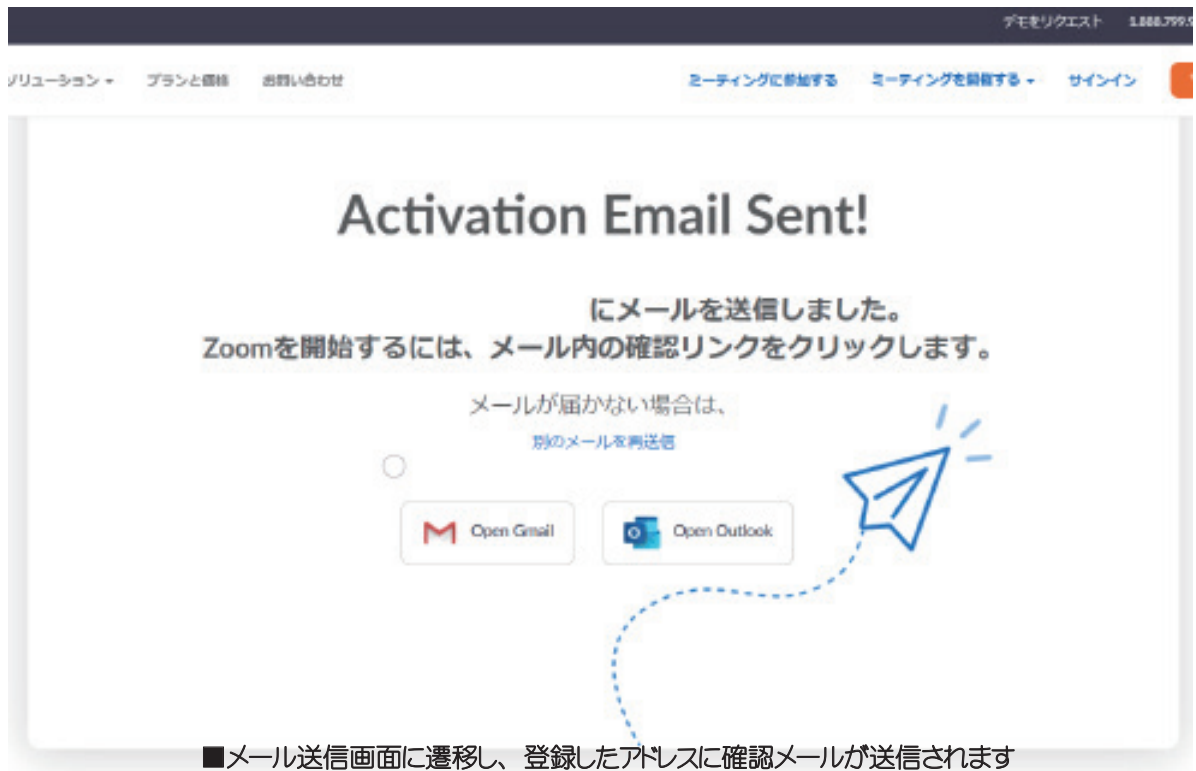 デモをリクエスト 1.888.799.9
ソリューション プランと価格 お問い合わせ ミーティングに参加する ミーティングを開催する サインイン
Activation Email Sent!
にメールを送信しました。
Zoomを開始するには、メール内の確認リンクをクリックします。
メールが届かない場合は、
別のメールを再送信
Open Gmail Open Outlook
■メール送信画面に遷移し、登録したアドレスに確認メールが送信されます